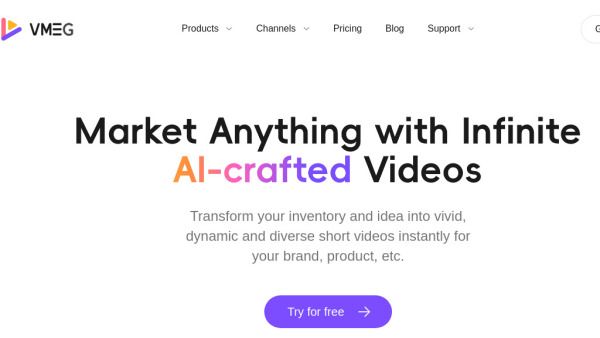 VMEG
Products
Channels
Pricing
Blog
Support
G
Market Anything with Infinite
AI-crafted Videos
Transform your inventory and idea into vivid,
dynamic and diverse short videos instantly for
your brand, product, etc.
Try for free